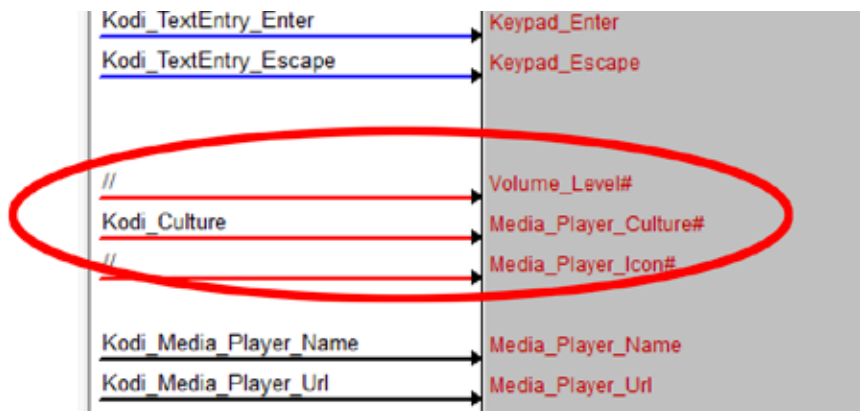 Kodi_TextEntry_Enter Keypad_Enter
Kodi_TextEntry_Escape Keypad_Escape
// Volume_Level#
Kodi_Culture Media_Player_Culture#
// Media_Player_Icon#
Kodi_Media_Player_Name Media_Player_Name
Kodi_Media_Player_Url Media_Player_Url